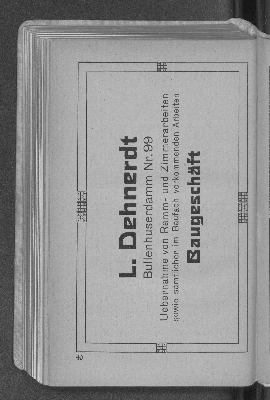 L. Dehnerdt
Bullenhuserdamm Nr. 99
Uebernahme von Ramm- und Zimmerarbeiten
sowie sämtlicher im Baufach vorkommenden Arbeiten
Baugeschäft
40